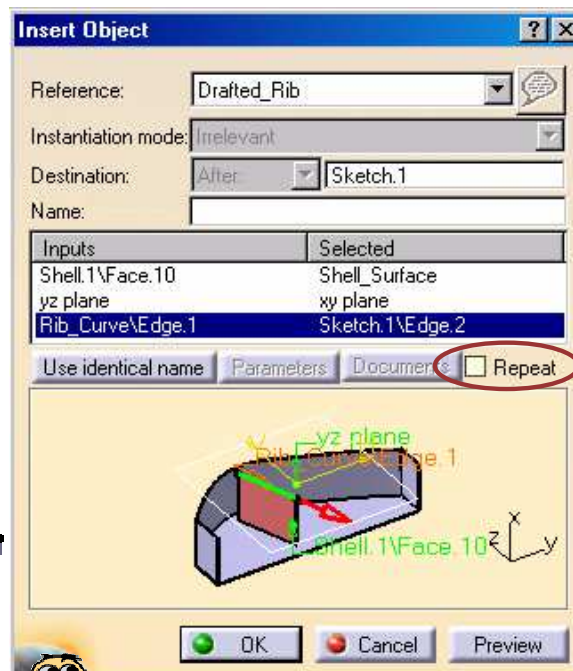 Insert Object
Reference: Drafted_Rib
Instantiation mode: Irrelevant
Destination: After Sketch.1
Name:
Inputs Selected
Shell.1\Face.10 Shell_Surface
yz plane xy plane
Rib_Curve\Edge.1 Sketch.1\Edge.2
Use identical name Parameters Documents Repeat
yz plane
Rib_Curve\Edge.1
Shell.1\Face.10
x
z y
OK Cancel Preview